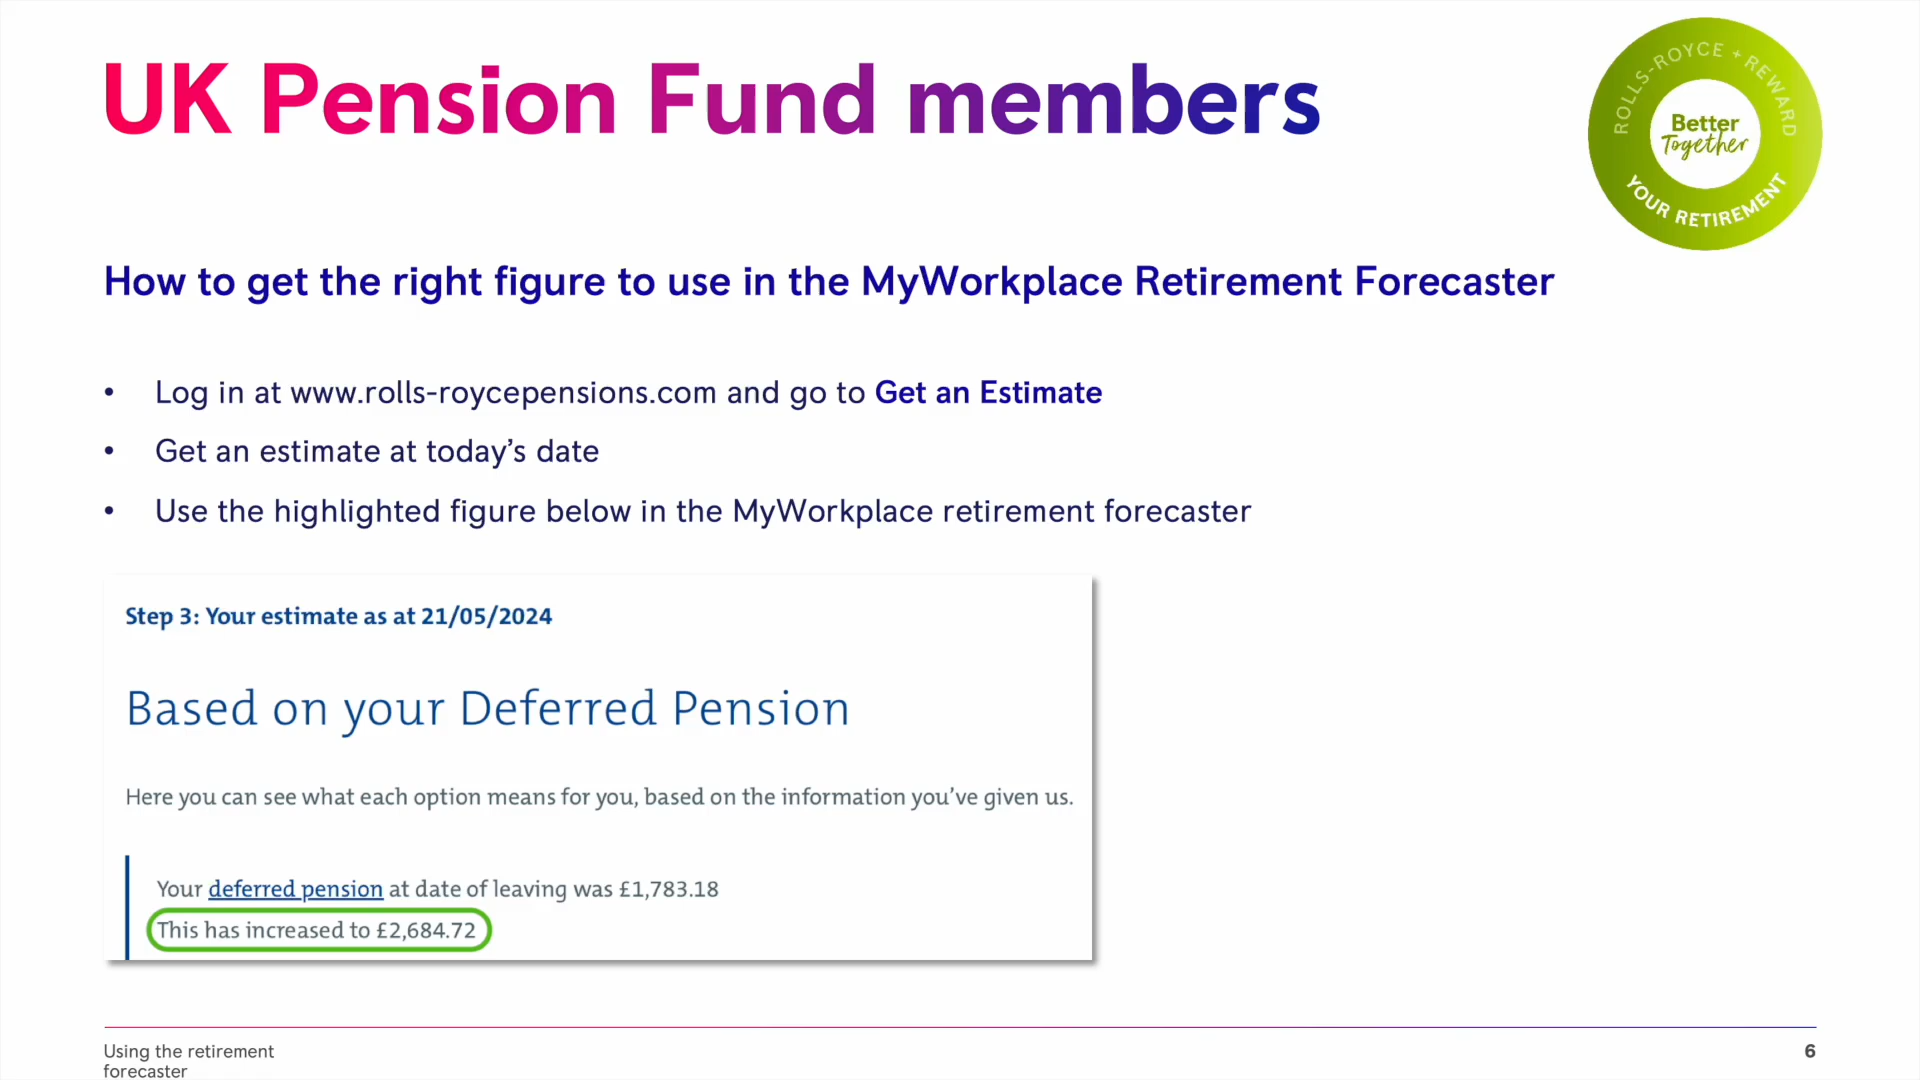 UK Pension Fund members
ROLLS-ROYCE + REWARD
Better
Together
YOUR RETIREMENT
How to get the right figure to use in the MyWorkplace Retirement Forecaster
• Log in at www.rolls-roycepensions.com and go to Get an Estimate
• Get an estimate at today’s date
• Use the highlighted figure below in the MyWorkplace retirement forecaster
Step 3: Your estimate as at 21/05/2024
Based on your Deferred Pension
Here you can see what each option means for you, based on the information you’ve given us.
Your deferred pension at date of leaving was £1,783.18
This has increased to £2,684.72
Using the retirement
forecaster
6